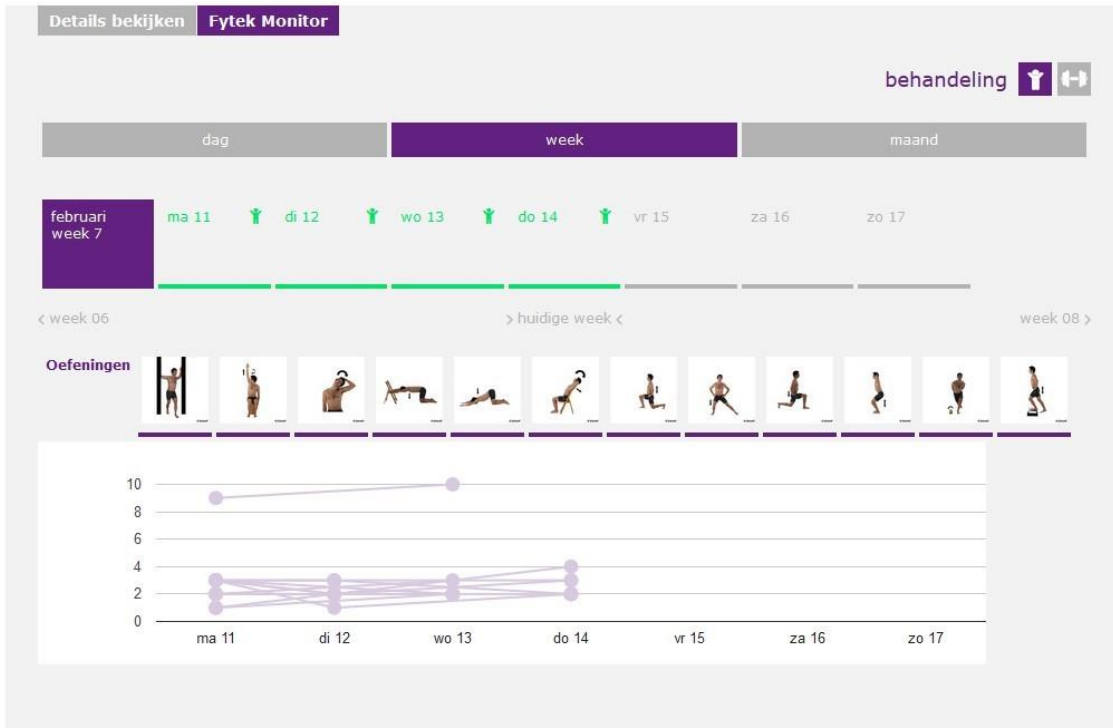 Details bekijken Fytek Monitor
behandeling
dag week maand
februari
week 7
ma 11 di 12 wo 13 do 14 vr 15 za 16 zo 17
< week 06 > huidige week < week 08 >
Oefeningen
10
8
6
4
2
0
ma 11 di 12 wo 13 do 14 vr 15 za 16 zo 17